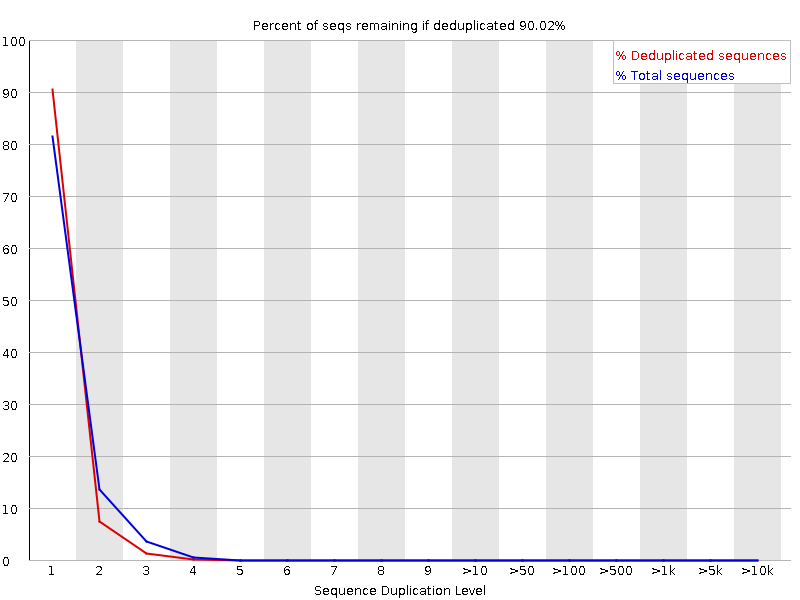 Percent of seqs remaining if deduplicated 90.02%
% Deduplicated sequences
% Total sequences
100
90
80
70
60
50
40
30
20
10
0
1 2 3 4 5 6 7 8 9 >10 >50 >100 >500 >1k >5k >10k
Sequence Duplication Level